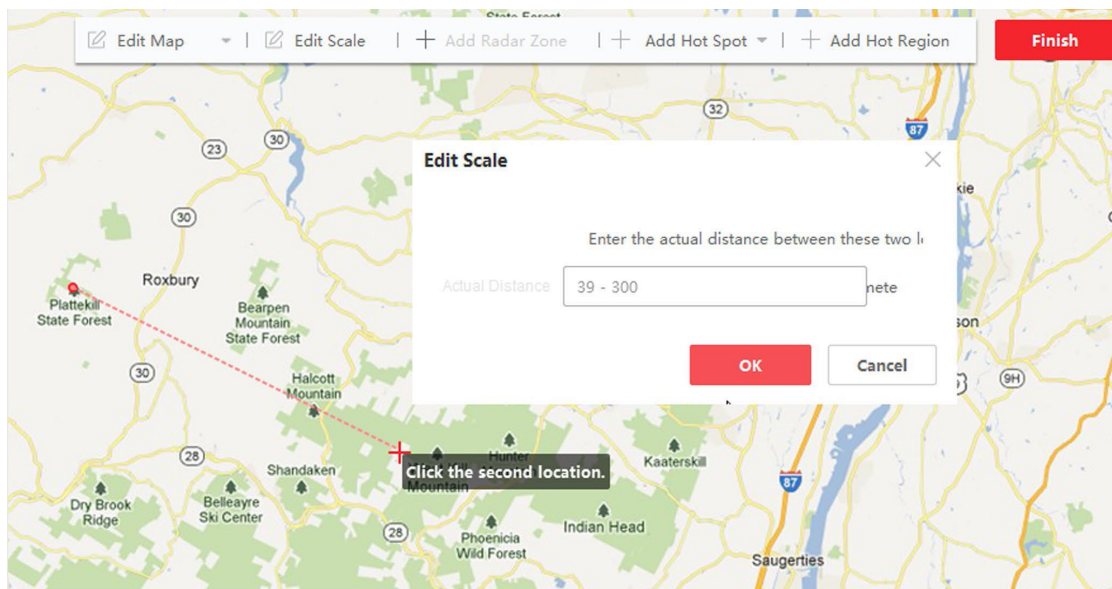 State Forest
Edit Map
Edit Scale
Add Radar Zone
Add Hot Spot
Add Hot Region
Finish
32
87
30
23
Edit Scale
kie
30
Enter the actual distance between these two l
Roxbury
Actual Distance
39 - 300
mete
Plattekill
State Forest
Bearpen
Mountain
State Forest
son
OK
Cancel
30
Halcott
Mountain
9H
28
Hunter
Kaaterskill
Shandaken
Click the second location.
Mountain
87
Dry Brook
Ridge
Belleayre
Ski Center
28
Indian Head
Phoenicia
Wild Forest
Saugerties